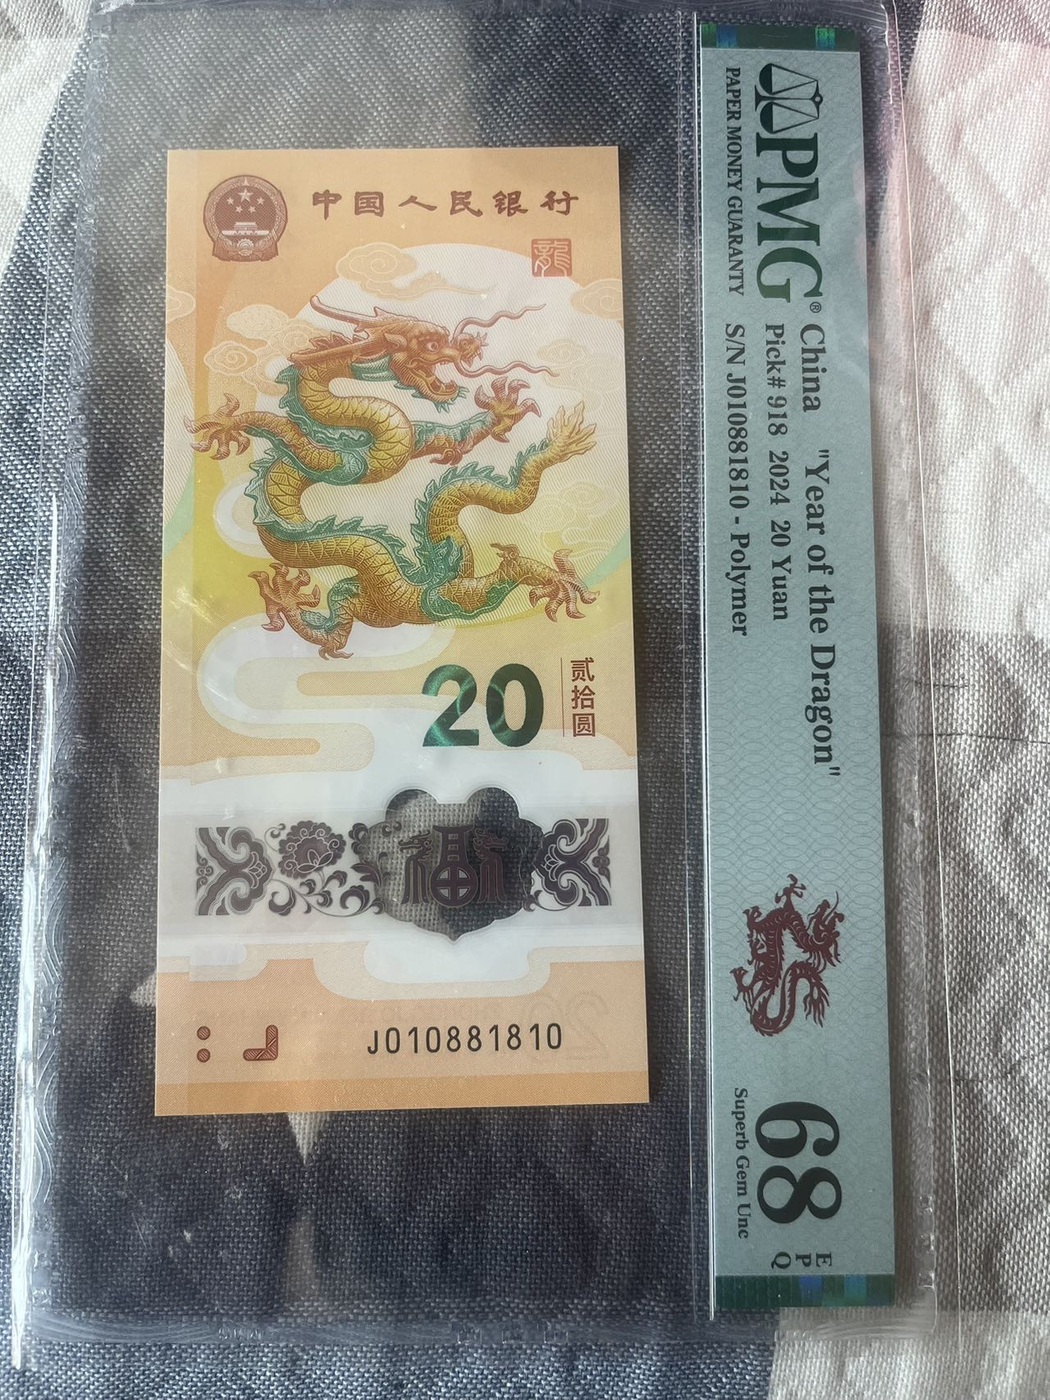 中国人民银行
龍
20
贰拾圆
福
J010881810
PMG®
PAPER MONEY GUARANTY
China "Year of the Dragon"
Pick# 918 2024 20 Yuan
S/N J010881810 - Polymer
68
EPQ
Superb Gem Unc